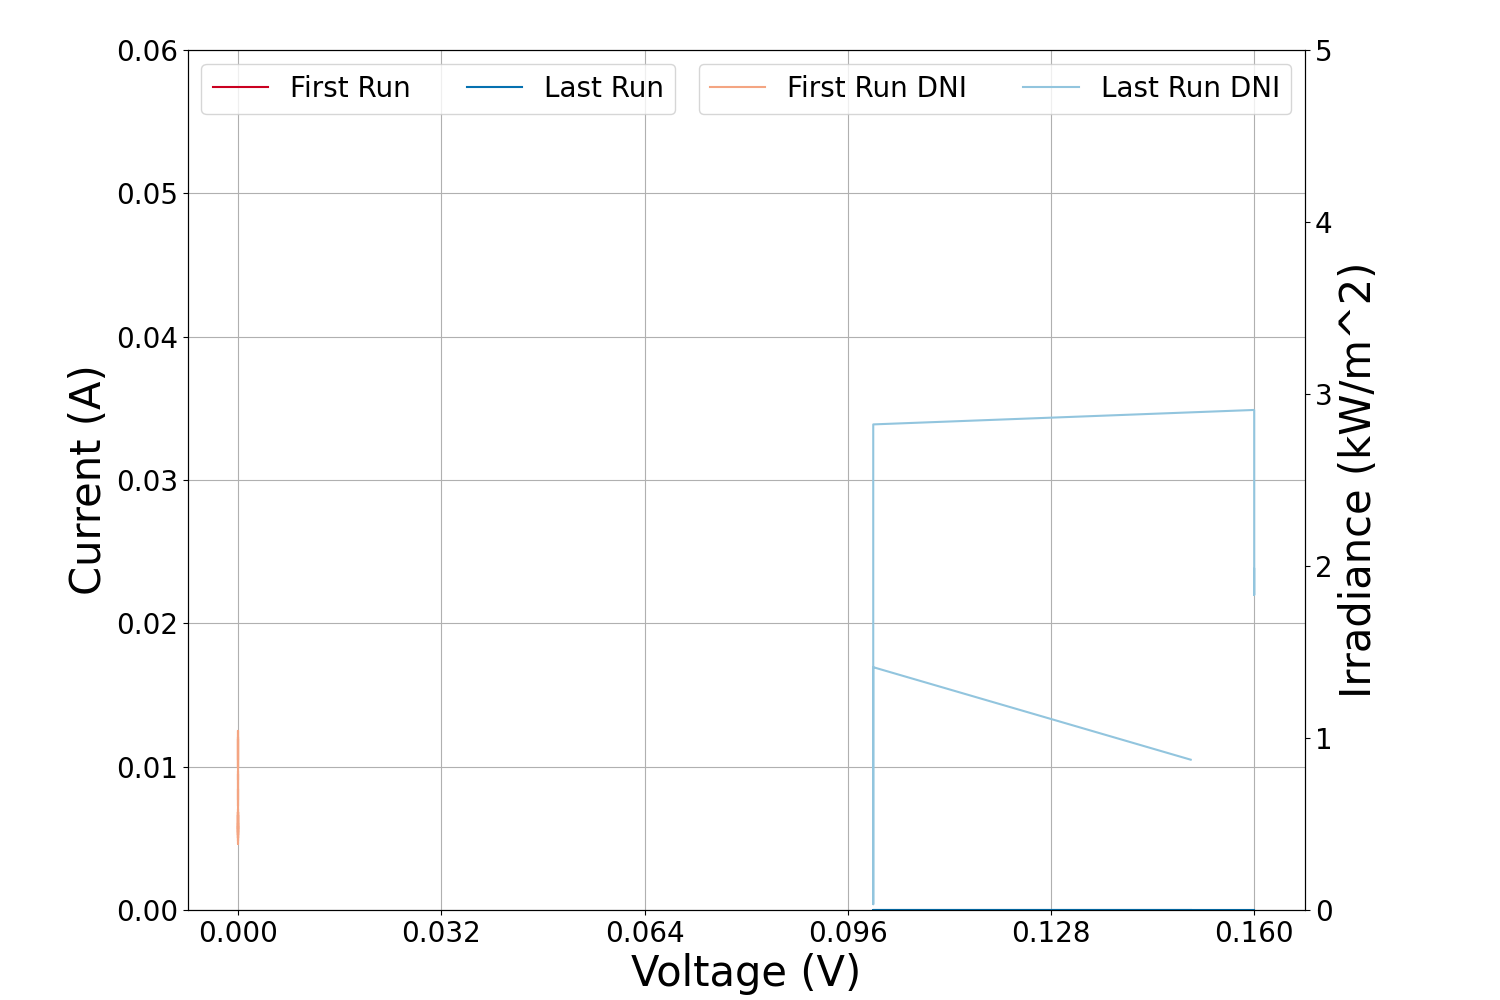 First Run
Last Run
First Run DNI
Last Run DNI
0.06
0.05
0.04
0.03
0.02
0.01
0.00
Current (A)
5
4
3
2
1
0
Irradiance (kW/m^2)
0.000
0.032
0.064
0.096
0.128
0.160
Voltage (V)